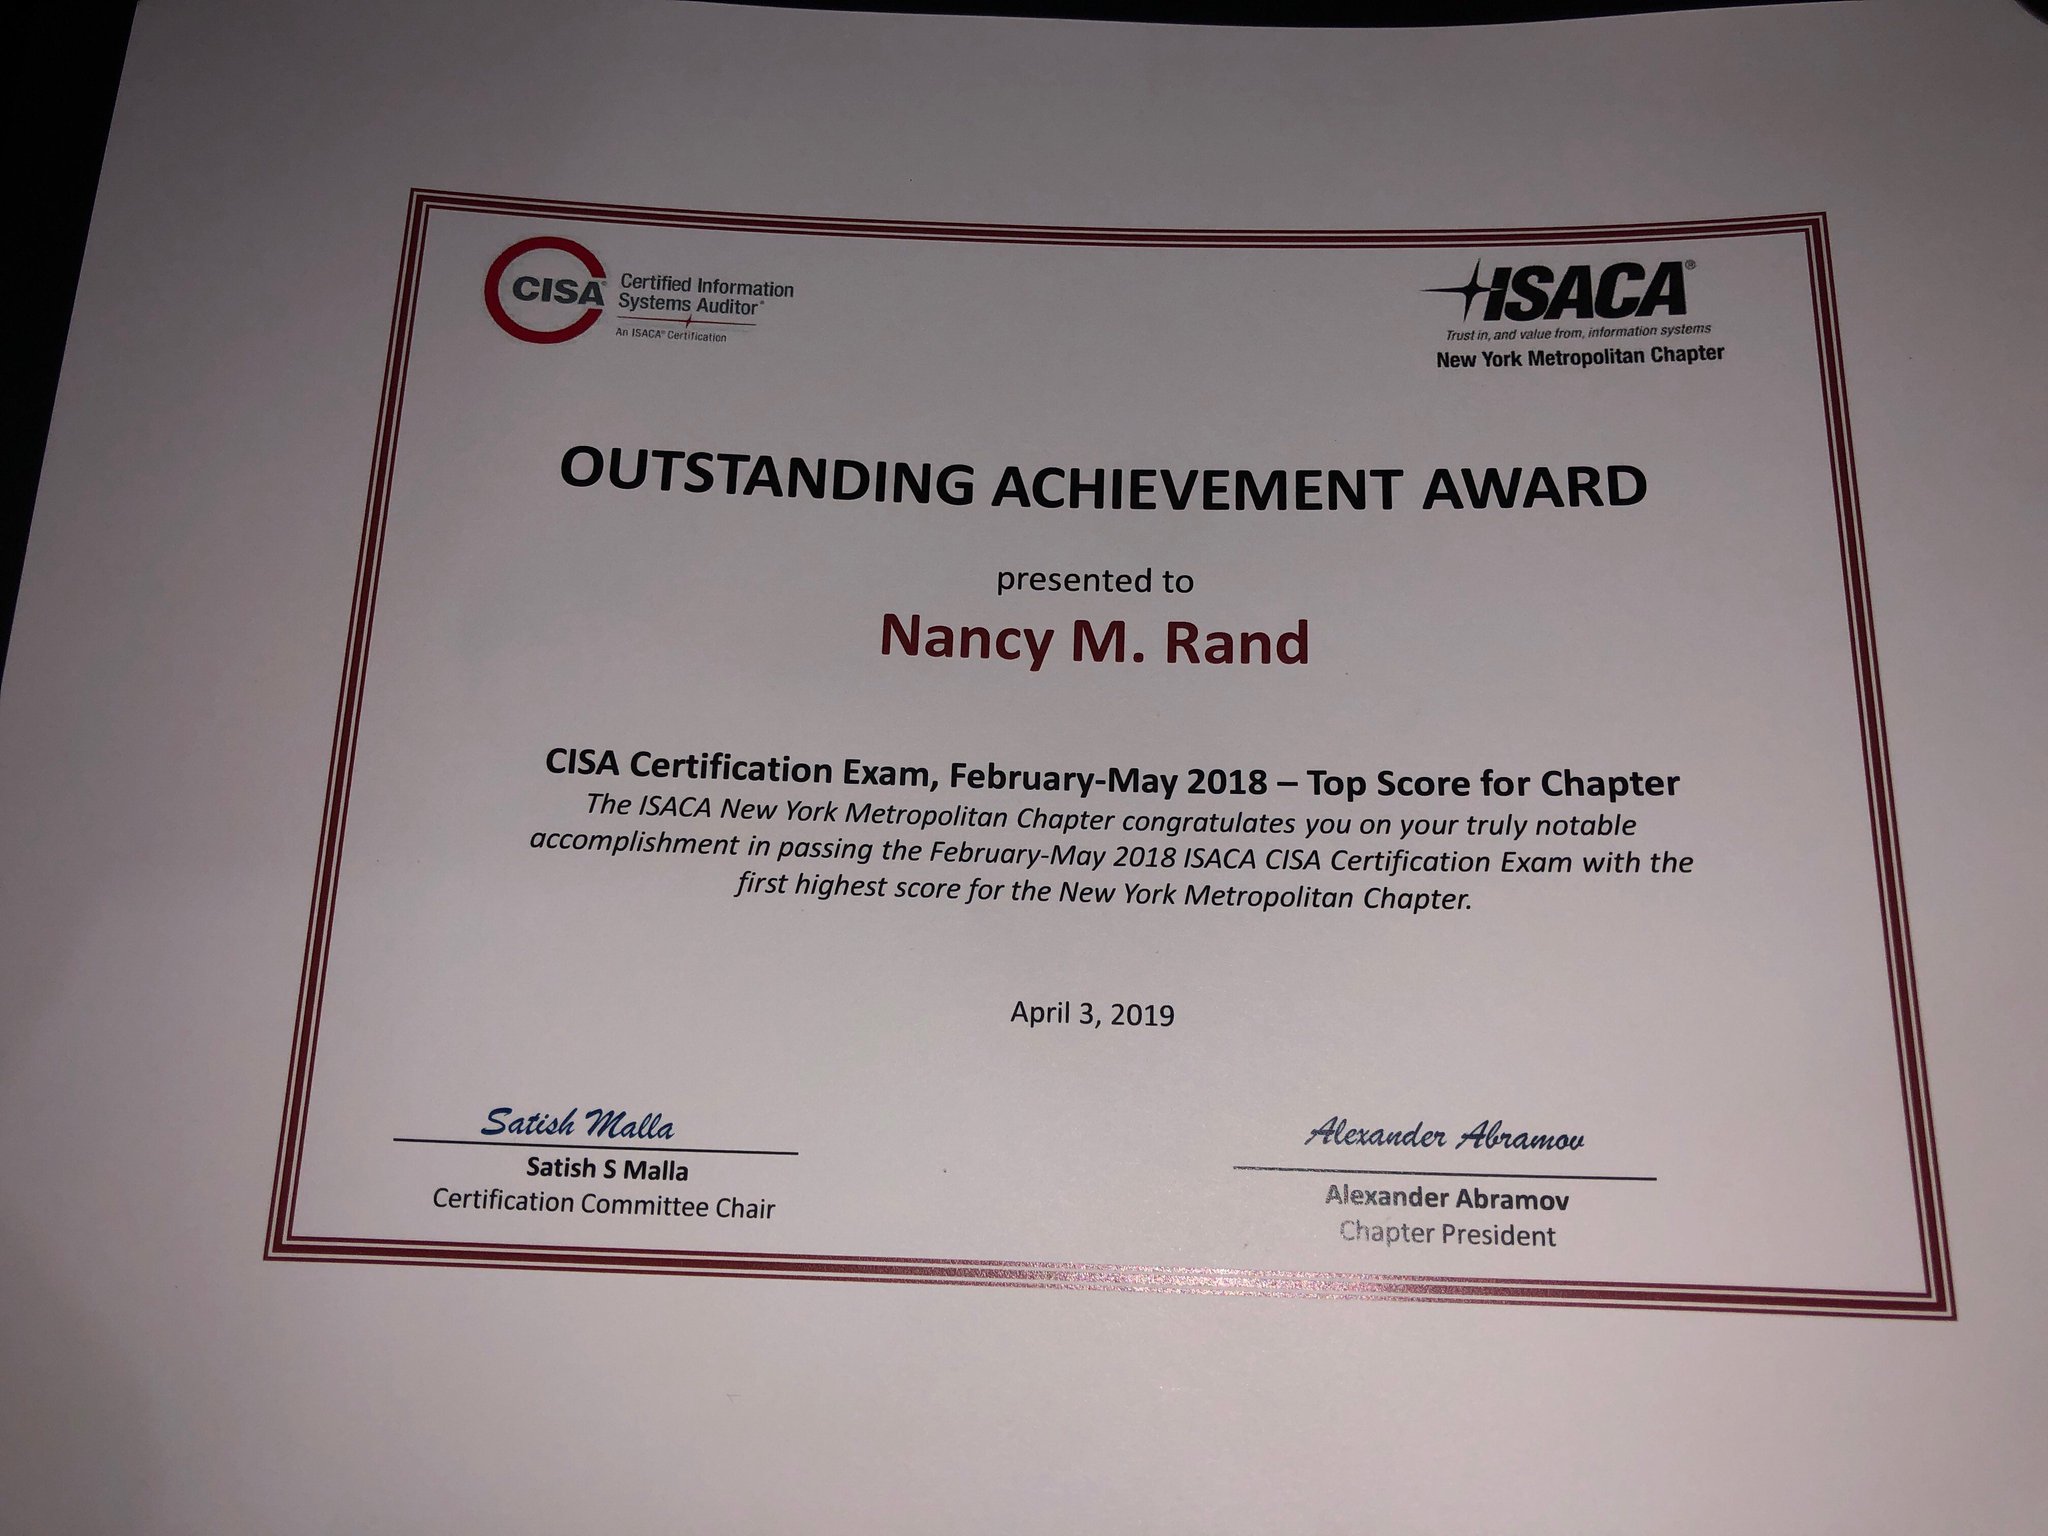 CISA® Certified Information
Systems Auditor®
An ISACA® Certification
ISACA®
Trust in, and value from, information systems
New York Metropolitan Chapter
OUTSTANDING ACHIEVEMENT AWARD
presented to
Nancy M. Rand
CISA Certification Exam, February-May 2018 – Top Score for Chapter
The ISACA New York Metropolitan Chapter congratulates you on your truly notable
accomplishment in passing the February-May 2018 ISACA CISA Certification Exam with the
first highest score for the New York Metropolitan Chapter.
April 3, 2019
Satish Malla
Satish S Malla
Certification Committee Chair
Alexander Abramov
Alexander Abramov
Chapter President